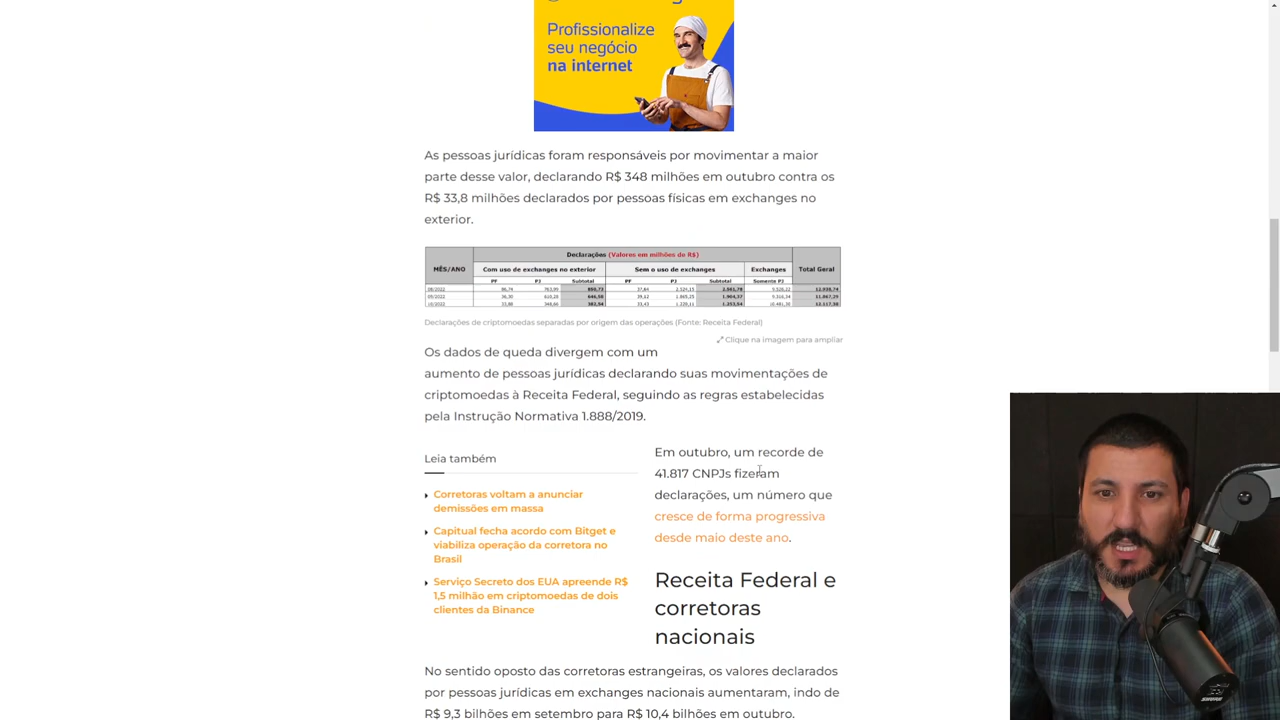 Profissionalize
seu negócio
na internet
As pessoas jurídicas foram responsáveis por movimentar a maior
parte desse valor, declarando R$ 348 milhões em outubro contra os
R$ 33,8 milhões declarados por pessoas físicas em exchanges no
exterior.
Declarações (Valores em milhões de R$)
MÊS/ANO Com uso de exchanges no exterior Sem o uso de exchanges Exchanges Total Geral
PF PJ Subtotal PF PJ Subtotal Somente PJ
Declarações de criptomoedas separadas por origem das operações (Fonte: Receita Federal)
Clique na imagem para ampliar
Os dados de queda divergem com um
aumento de pessoas jurídicas declarando suas movimentações de
criptomoedas à Receita Federal, seguindo as regras estabelecidas
pela Instrução Normativa 1.888/2019.
Leia também
Corretoras voltam a anunciar
demissões em massa
Capitual fecha acordo com Bitget e
viabiliza operação da corretora no
Brasil
Serviço Secreto dos EUA apreende R$
1,5 milhão em criptomoedas de dois
clientes da Binance
Em outubro, um recorde de
41.817 CNPJs fizeram
declarações, um número que
cresce de forma progressiva
desde maio deste ano.
Receita Federal e
corretoras
nacionais
No sentido oposto das corretoras estrangeiras, os valores declarados
por pessoas jurídicas em exchanges nacionais aumentaram, indo de
R$ 9,3 bilhões em setembro para R$ 10,4 bilhões em outubro.